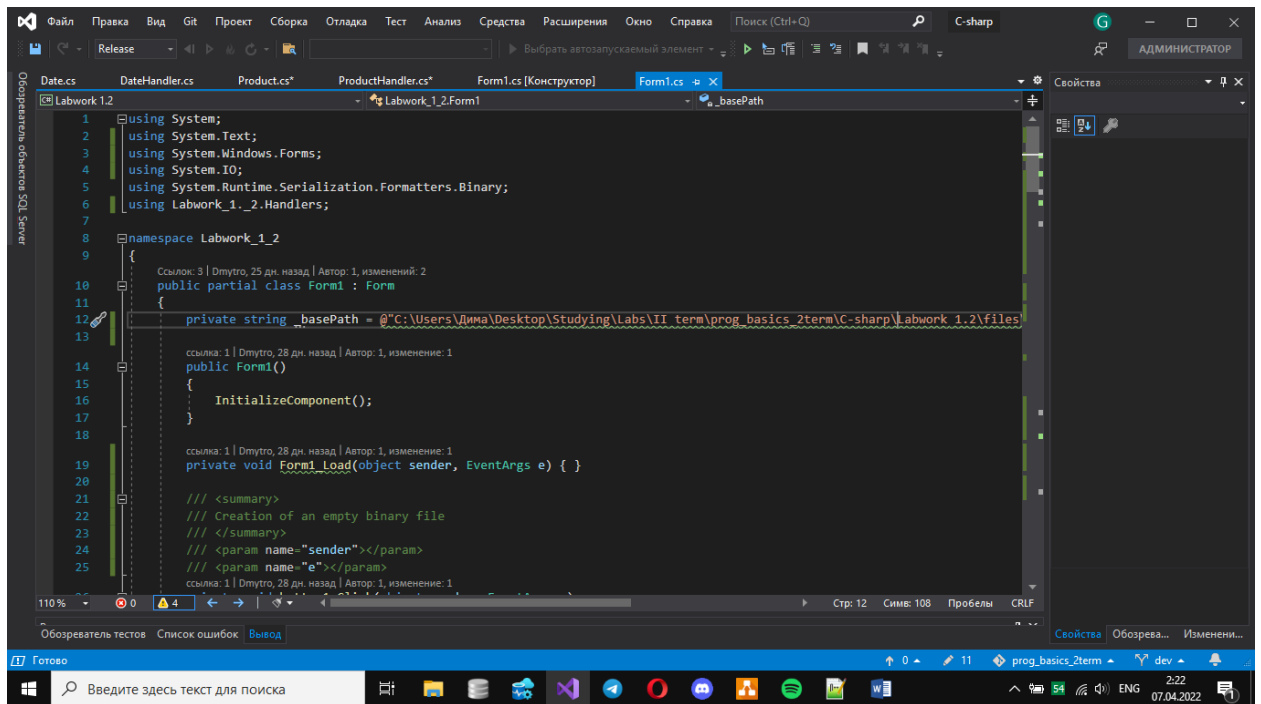 Файл Правка Вид Git Проект Сборка Отладка Тест Анализ Средства Расширения Окно Справка Поиск (Ctrl+Q) C-sharp G
Release Выбрать автозапускаемый элемент АДМИНИСТРАТОР
Обозреватель объектов SQL Server
Date.cs DateHandler.cs Product.cs* ProductHandler.cs* Form1.cs [Конструктор] Form1.cs Свойства
C# Labwork 1.2 Labwork_1_2.Form1 _basePath
1 using System;
2 using System.Text;
3 using System.Windows.Forms;
4 using System.IO;
5 using System.Runtime.Serialization.Formatters.Binary;
6 using Labwork_1._2.Handlers;
7
8 namespace Labwork_1_2
9 {
Ссылок: 3 | Dmytro, 25 дн. назад | Автор: 1, изменений: 2
10 public partial class Form1 : Form
11 {
12 private string _basePath = @"C:\Users\Дима\Desktop\Studying\Labs\II term\prog_basics_2term\C-sharp\Labwork 1.2\files
13
ссылка: 1 | Dmytro, 28 дн. назад | Автор: 1, изменение: 1
14 public Form1()
15 {
16 InitializeComponent();
17 }
18
ссылка: 1 | Dmytro, 28 дн. назад | Автор: 1, изменение: 1
19 private void Form1_Load(object sender, EventArgs e) { }
20
21 /// <summary>
22 /// Creation of an empty binary file
23 /// </summary>
24 /// <param name="sender"></param>
25 /// <param name="e"></param>
ссылка: 1 | Dmytro, 28 дн. назад | Автор: 1, изменение: 1
110 % 0 4 Стр: 12 Симв: 108 Пробелы CRLF
Обозреватель тестов Список ошибок Вывод Свойства Обозрева... Изменени...
Готово 0 11 prog_basics_2term dev
Введите здесь текст для поиска 54 ENG 2:22
07.04.2022